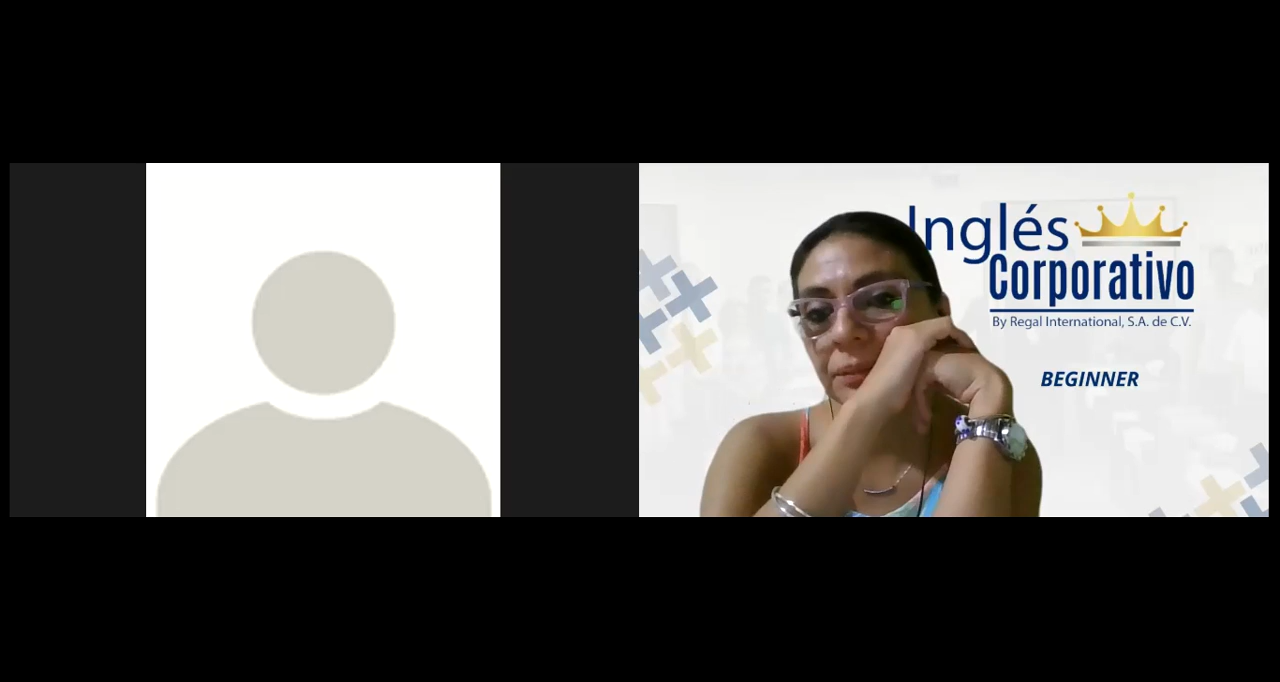 Inglés
Corporativo
By Regal International, S.A. de C.V.
BEGINNER